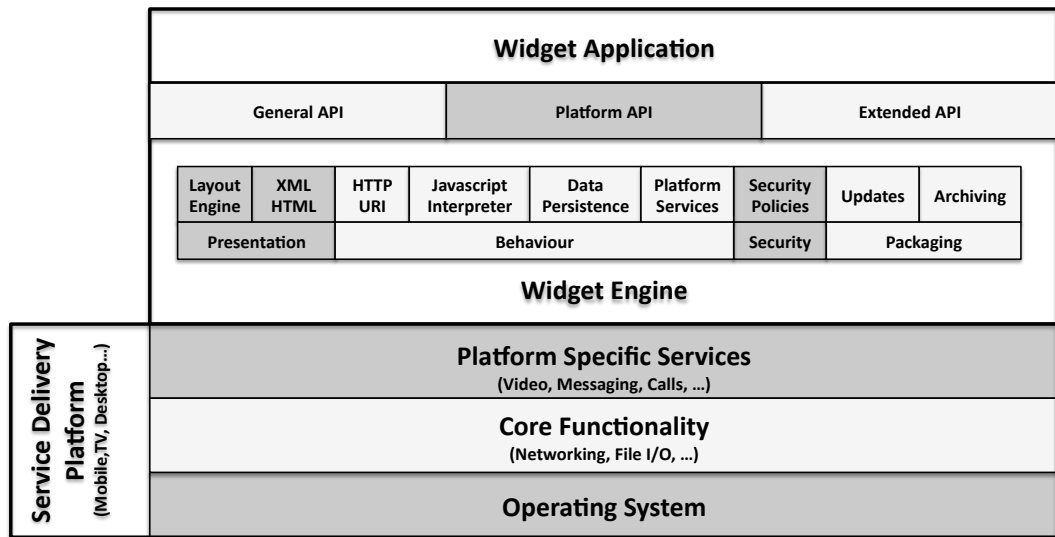 Widget Application
General API
Platform API
Extended API
Layout
Engine
XML
HTML
HTTP
URI
Javascript
Interpreter
Data
Persistence
Platform
Services
Security
Policies
Updates
Archiving
Presentation
Behaviour
Security
Packaging
Widget Engine
Service Delivery
Platform
(Mobile,TV, Desktop...)
Platform Specific Services
(Video, Messaging, Calls, ...)
Core Functionality
(Networking, File I/O, ...)
Operating System